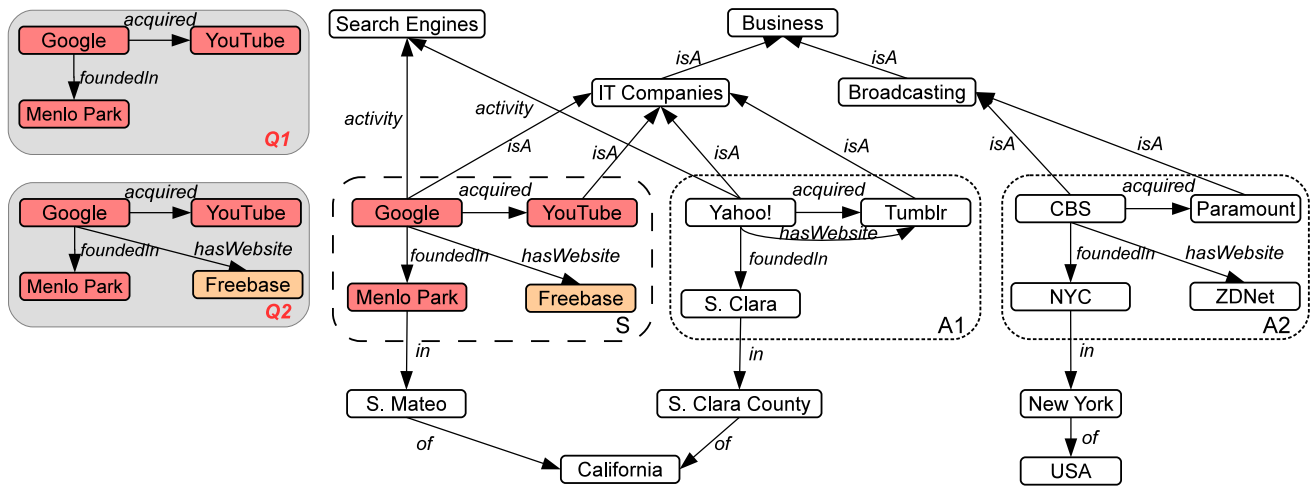 acquired
Google
YouTube
foundedIn
Menlo Park
Q1
acquired
Google
YouTube
foundedIn
hasWebsite
Menlo Park
Freebase
Q2
Search Engines
Business
isA
isA
IT Companies
Broadcasting
activity
activity
isA
isA
isA
isA
isA
isA
acquired
Google
YouTube
foundedIn
hasWebsite
Menlo Park
Freebase
S
acquired
Yahoo!
Tumblr
hasWebsite
foundedIn
S. Clara
A1
acquired
CBS
Paramount
foundedIn
hasWebsite
NYC
ZDNet
A2
in
in
in
S. Mateo
S. Clara County
New York
of
of
of
California
USA